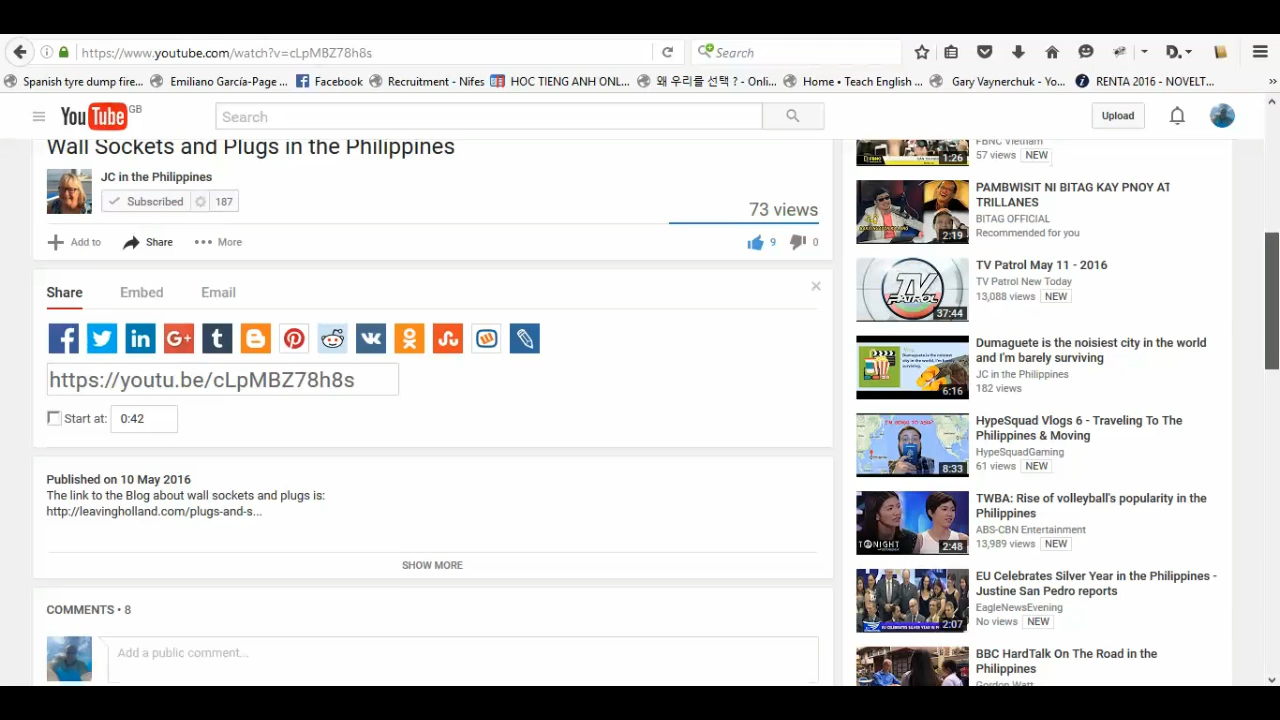 https://www.youtube.com/watch?v=cLpMBZ78h8s
Search
D.
Spanish tyre dump fire...
Emiliano García-Page ...
Facebook
Recruitment - Nifes
HOC TIENG ANH ONL...
왜 우리를 선택 ? - Onli...
Home • Teach English ...
Gary Vaynerchuk - Yo...
RENTA 2016 - NOVELT...
YouTube GB
Search
Upload
Wall Sockets and Plugs in the Philippines
JC in the Philippines
Subscribed 187
73 views
Add to
Share
More
9
0
Share
Embed
Email
https://youtu.be/cLpMBZ78h8s
Start at: 0:42
Published on 10 May 2016
The link to the Blog about wall sockets and plugs is:
http://leavingholland.com/plugs-and-s...
SHOW MORE
COMMENTS • 8
Add a public comment...
FBNC Vietnam
57 views NEW
1:26
PAMBWISIT NI BITAG KAY PNOY AT
TRILLANES
BITAG OFFICIAL
Recommended for you
2:19
TV Patrol May 11 - 2016
TV Patrol New Today
13,088 views NEW
TV
PATROL
37:44
Dumaguete is the noisiest city in the world
and I'm barely surviving
JC in the Philippines
182 views
6:16
HypeSquad Vlogs 6 - Traveling To The
Philippines & Moving
HypeSquadGaming
61 views NEW
8:33
TWBA: Rise of volleyball's popularity in the
Philippines
ABS-CBN Entertainment
13,989 views NEW
TONIGHT
2:48
EU Celebrates Silver Year in the Philippines -
Justine San Pedro reports
EagleNewsEvening
No views NEW
2:07
BBC HardTalk On The Road in the
Philippines
Gordon Watt